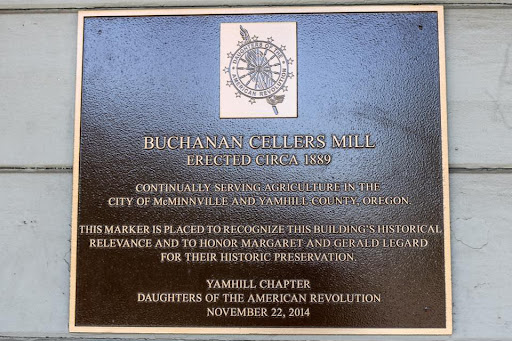 DAUGHTERS OF THE
AMERICAN REVOLUTION
BUCHANAN CELLERS MILL
ERECTED CIRCA 1889
CONTINUALLY SERVING AGRICULTURE IN THE
CITY OF McMINNVILLE AND YAMHILL COUNTY, OREGON.
THIS MARKER IS PLACED TO RECOGNIZE THIS BUILDING'S HISTORICAL
RELEVANCE AND TO HONOR MARGARET AND GERALD LEGARD
FOR THEIR HISTORIC PRESERVATION.
YAMHILL CHAPTER
DAUGHTERS OF THE AMERICAN REVOLUTION
NOVEMBER 22, 2014